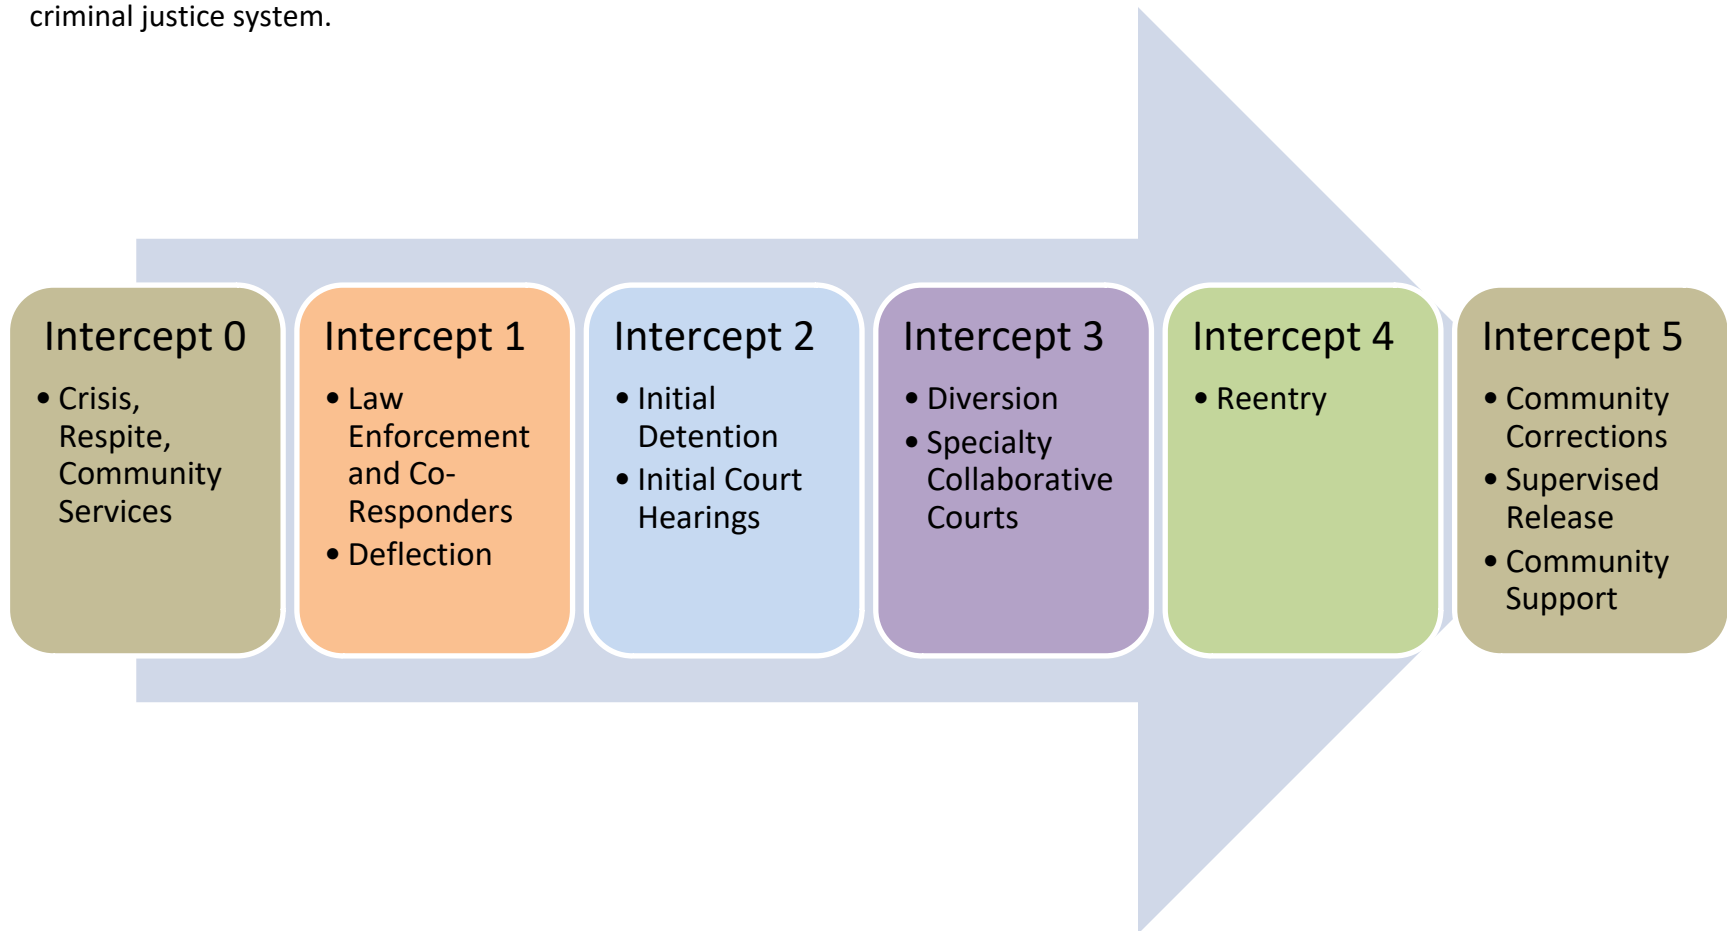 criminal justice system.
Intercept 0
• Crisis,
Respite,
Community
Services
Intercept 1
• Law
Enforcement
and Co-
Responders
• Deflection
Intercept 2
• Initial
Detention
• Initial Court
Hearings
Intercept 3
• Diversion
• Specialty
Collaborative
Courts
Intercept 4
• Reentry
Intercept 5
• Community
Corrections
• Supervised
Release
• Community
Support